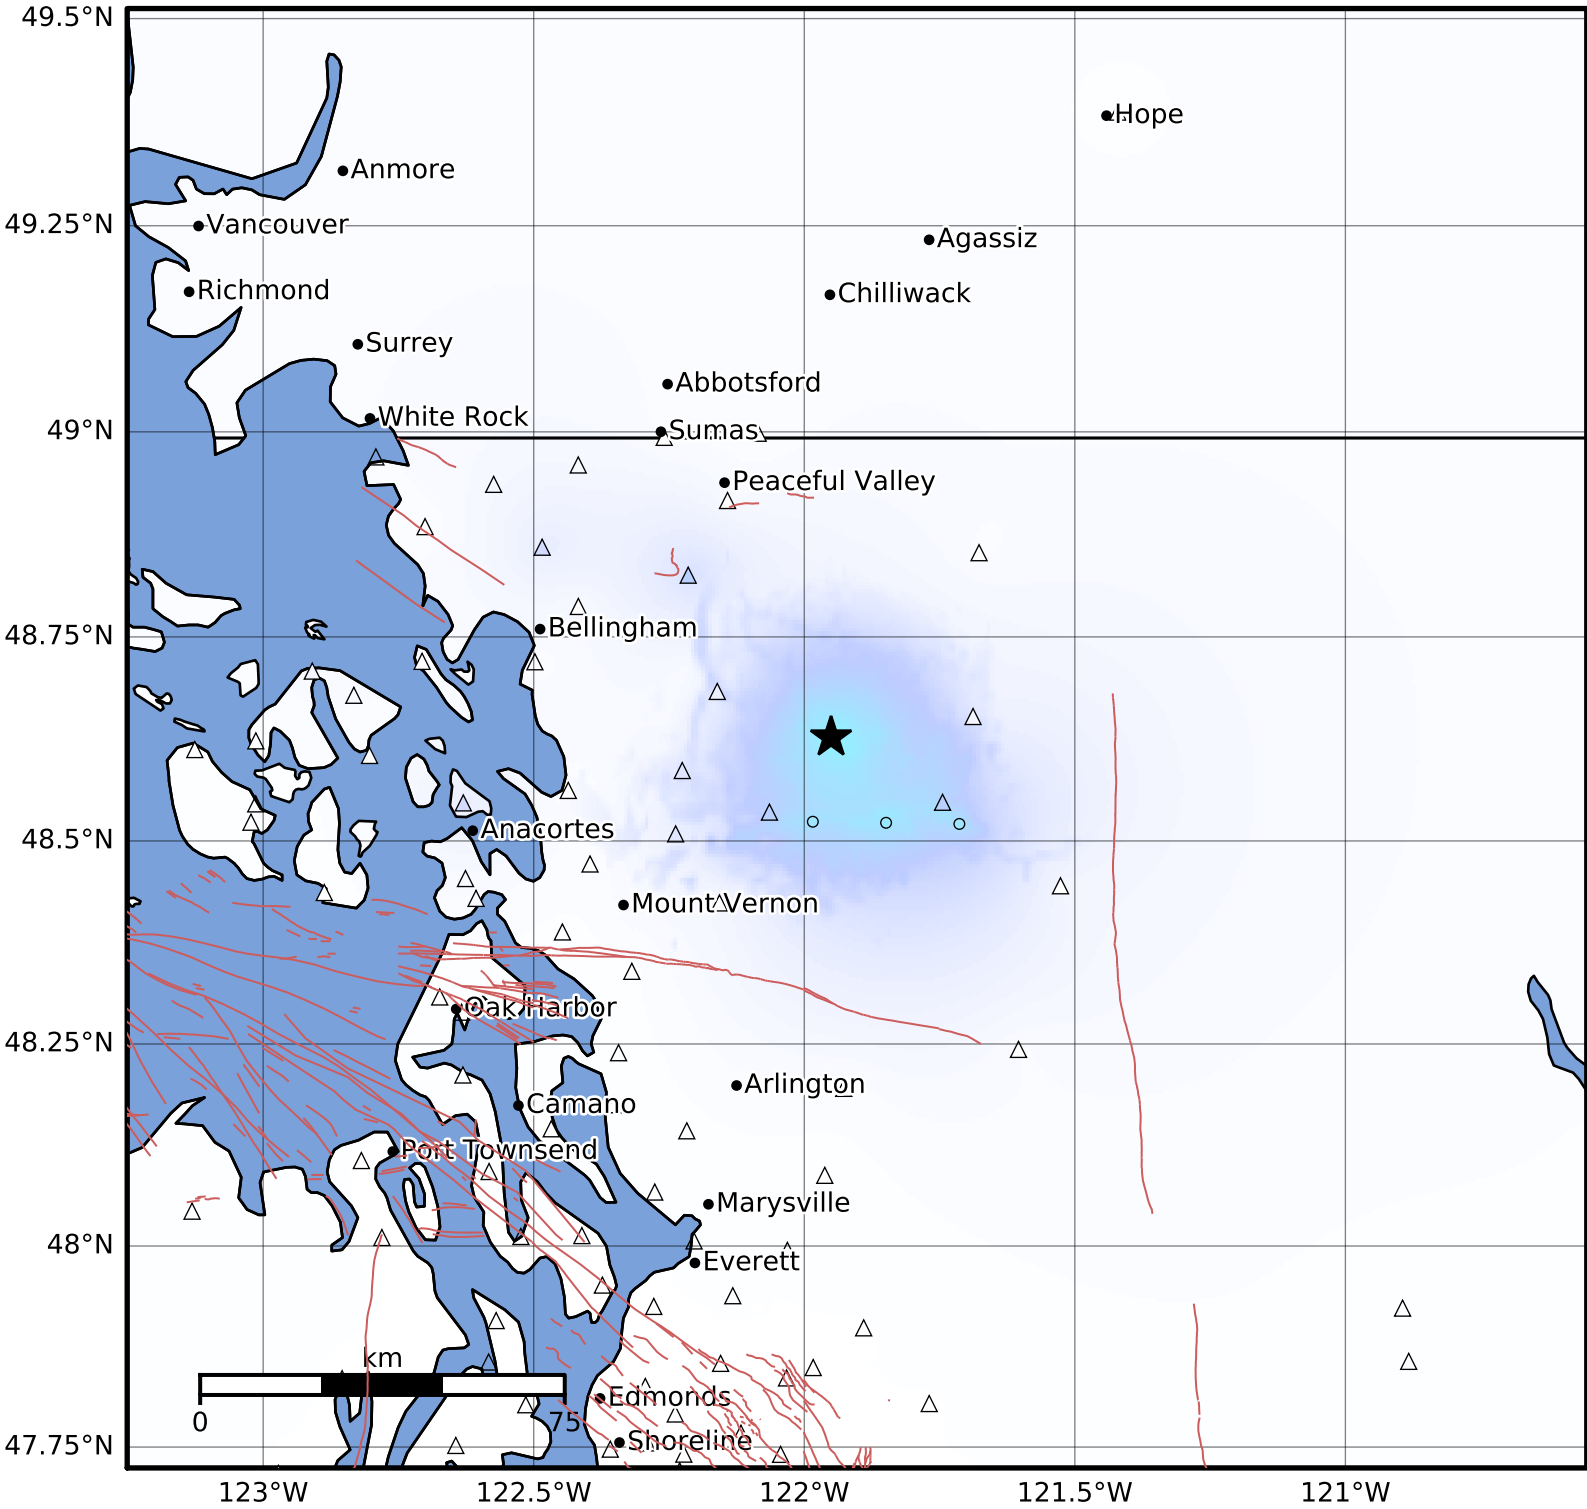 49.5°N
Hope
Anmore
49.25°N
Vancouver
Agassiz
Richmond
Chilliwack
Surrey
Abbotsford
White Rock
49°N
Sumas
Peaceful Valley
48.75°N
Bellingham
48.5°N
Anacortes
Mount Vernon
Oak Harbor
48.25°N
Arlington
Camano
Port Townsend
Marysville
48°N
Everett
km
Edmonds
0
75
Shoreline
47.75°N
123°W
122.5°W
122°W
121.5°W
121°W